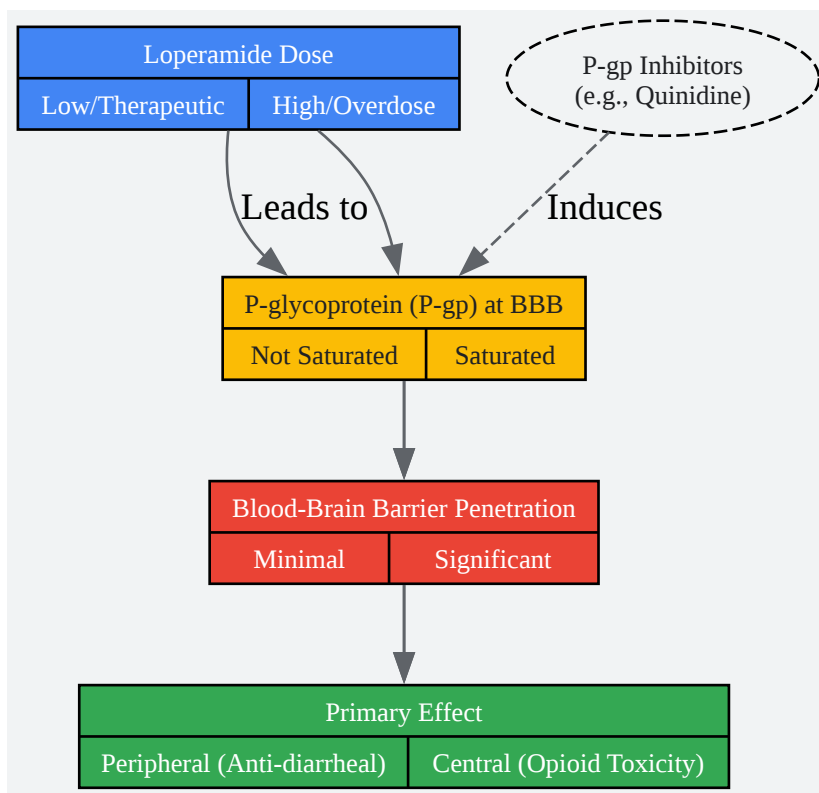 Loperamide Dose
Low/Therapeutic
High/Overdose
P-gp Inhibitors
(e.g., Quinidine)
Leads to
Induces
P-glycoprotein (P-gp) at BBB
Not Saturated
Saturated
Blood-Brain Barrier Penetration
Minimal
Significant
Primary Effect
Peripheral (Anti-diarrheal)
Central (Opioid Toxicity)